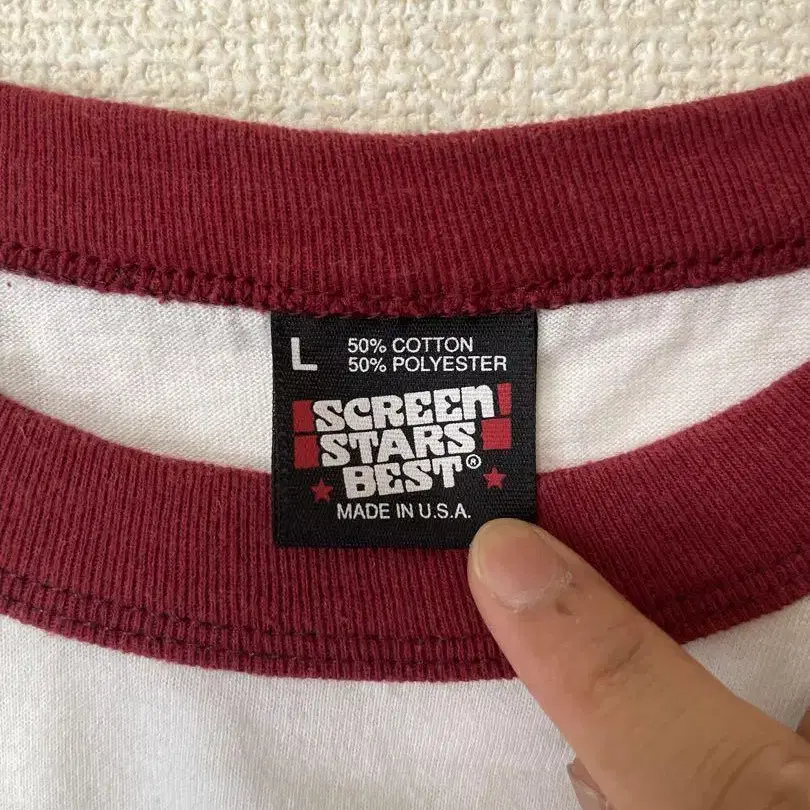 L 50% COTTON
50% POLYESTER
SCREEN
STARS
BEST®
MADE IN U.S.A.